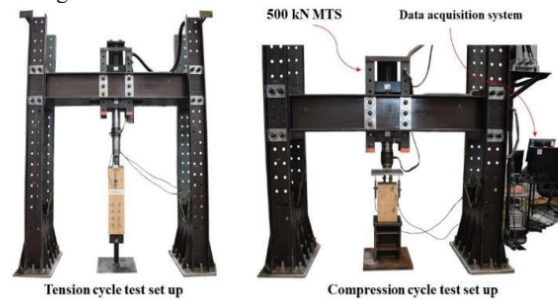 500 kN MTS
Data acquisition system
Tension cycle test set up
Compression cycle test set up